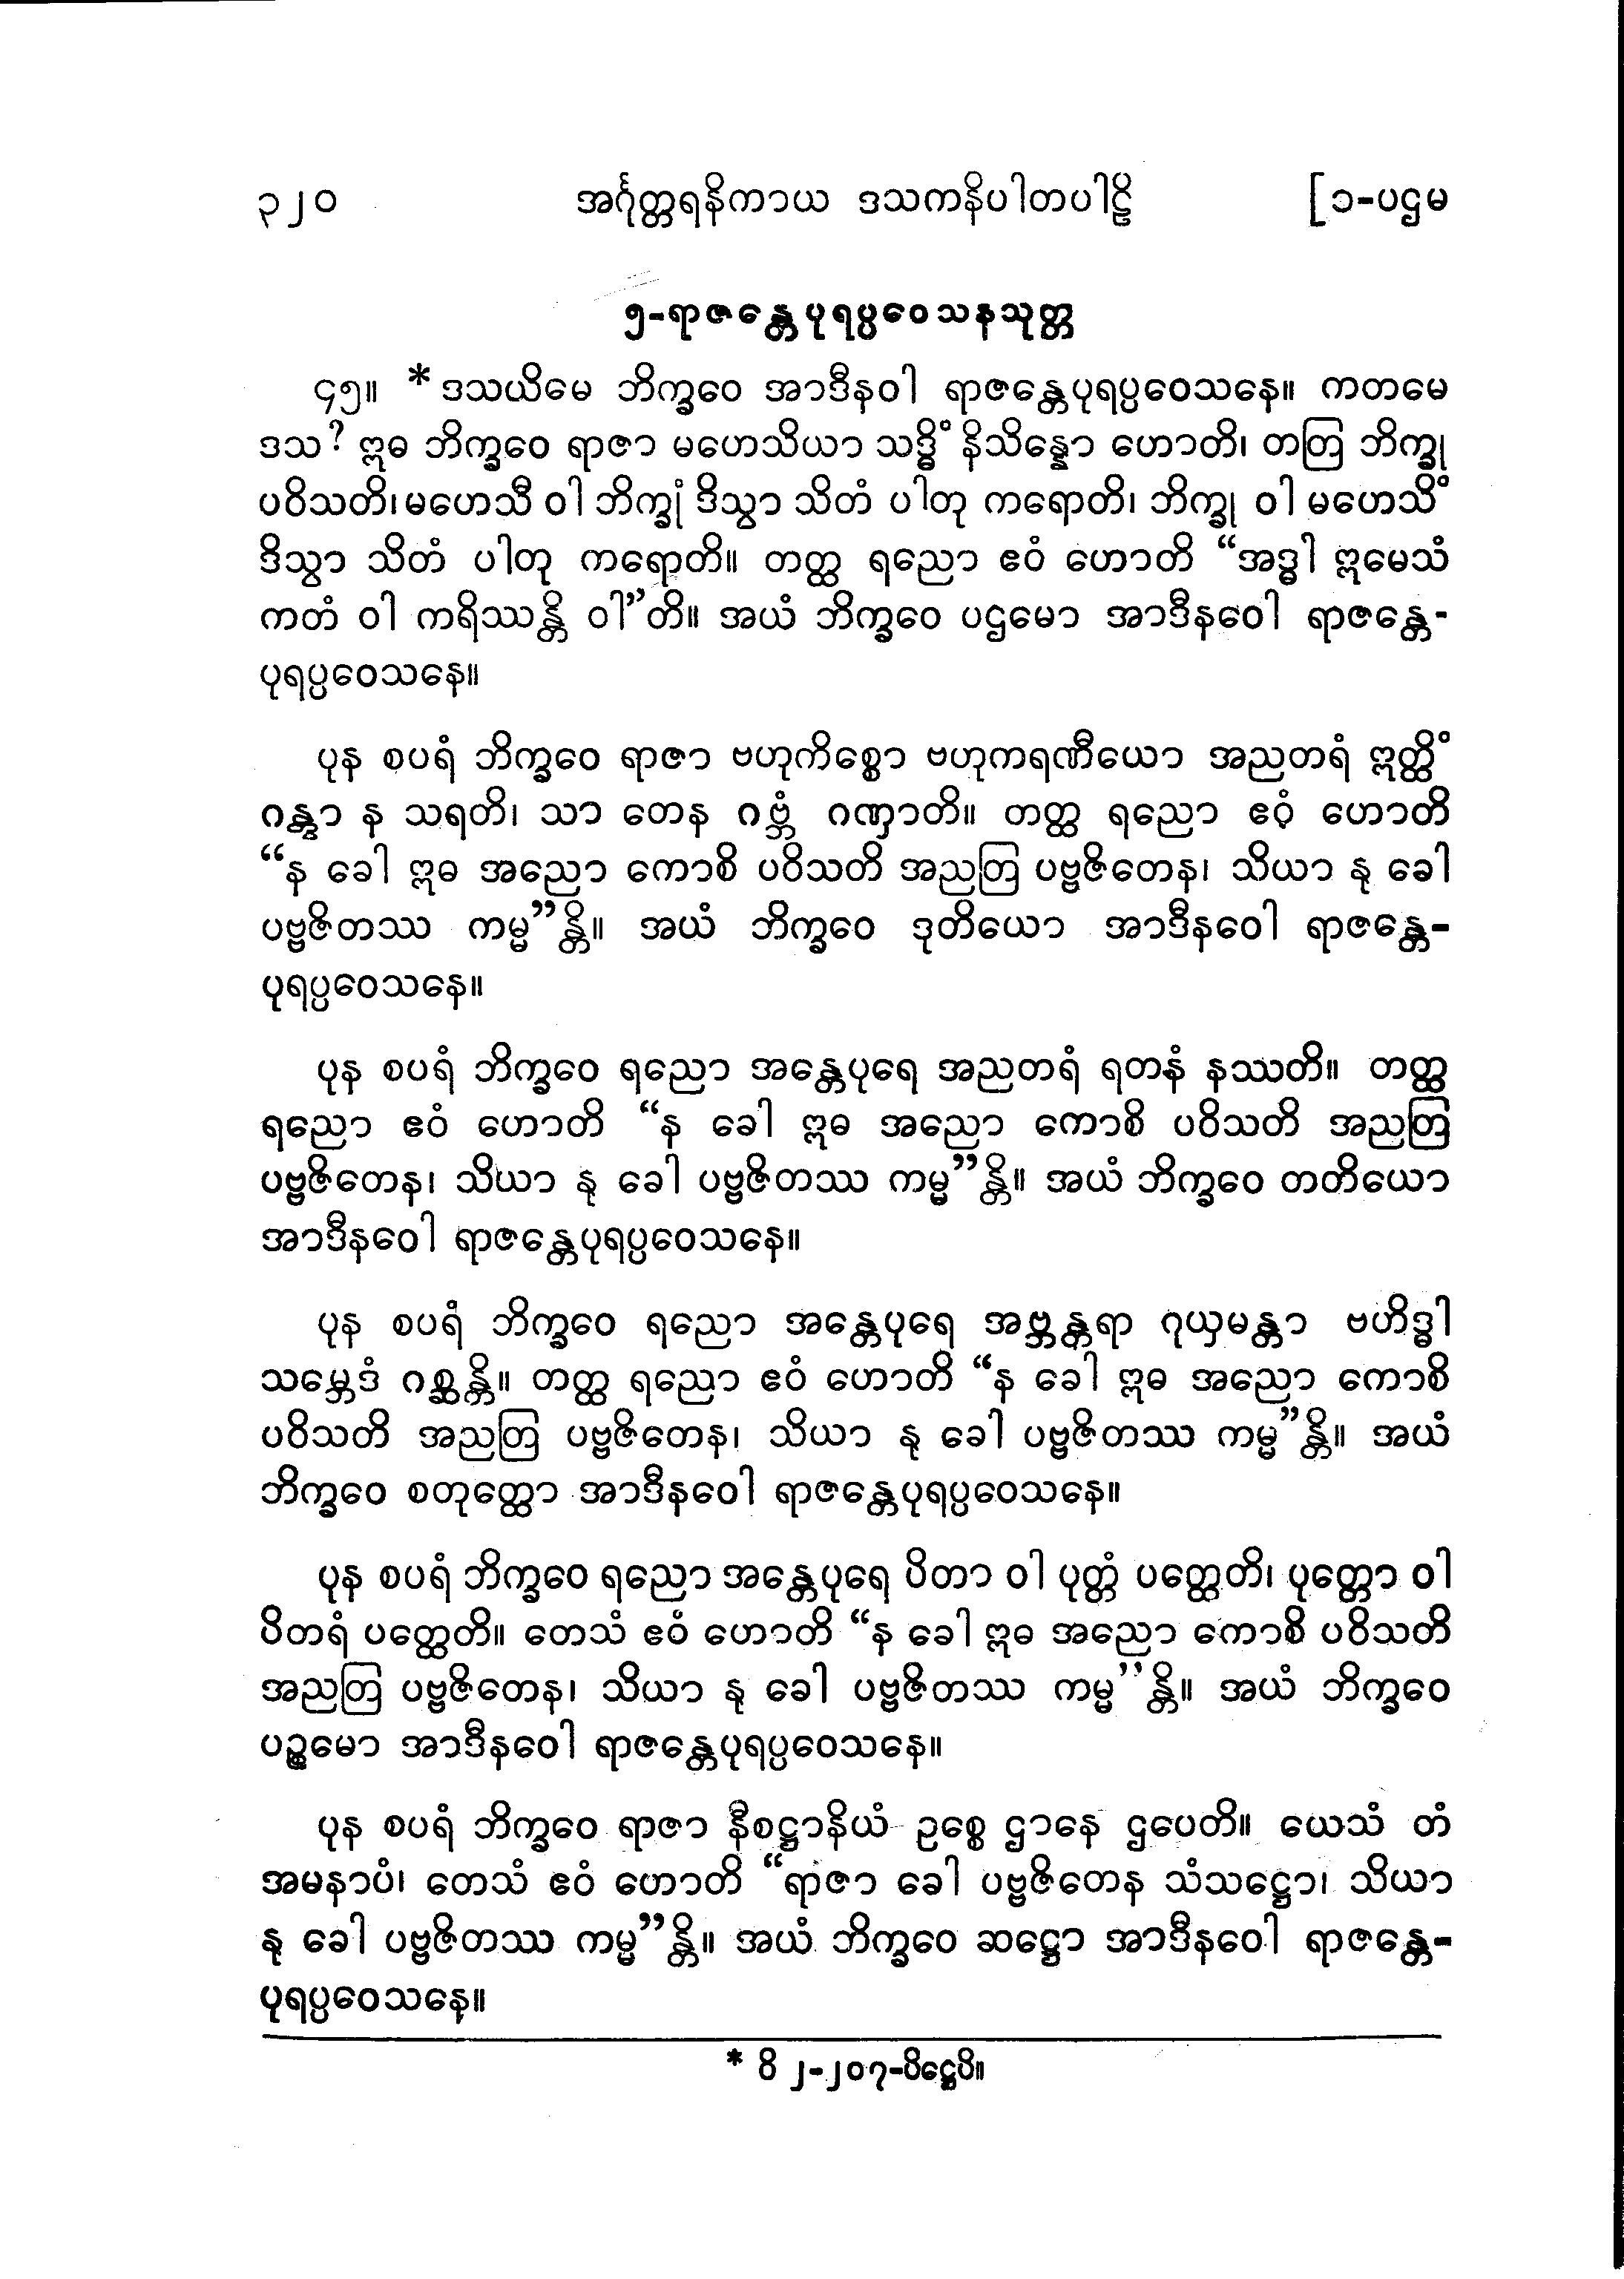 ၃၂၀ အင်္ဂုတ္တရနိကာယ ဒသကနိပါတပါဠိ [၁-ပဌမ
၅-ရာဇန္တေပုရပ္ပဝေသနသုတ္တ
၄၅။ *ဒသယိမေ ဘိက္ခဝေ အာဒီနဝါ ရာဇန္တေပုရပ္ပဝေသနေ။ ကတမေ
ဒသ? ဣဓ ဘိက္ခဝေ ရာဇာ မဟေသိယာ သဒ္ဓိံ နိသိန္နော ဟောတိ၊ တတြ ဘိက္ခု
ပဝိသတိ၊ မဟေသီ ဝါ ဘိက္ခုံ ဒိသွာ သိတံ ပါတု ကရောတိ၊ ဘိက္ခု ဝါ မဟေသိံ
ဒိသွာ သိတံ ပါတု ကရောတိ။ တတ္ထ ရညော ဧဝံ ဟောတိ “အဒ္ဓါ ဣမေသံ
ကတံ ဝါ ကရိဿန္တိ ဝါ”တိ။ အယံ ဘိက္ခဝေ ပဌမော အာဒီနဝေါ ရာဇန္တေ-
ပုရပ္ပဝေသနေ။
ပုန စပရံ ဘိက္ခဝေ ရာဇာ ဗဟုကိစ္စော ဗဟုကရဏီယော အညတရံ ဣတ္ထိံ
ဂန္တွာ န သရတိ၊ သာ တေန ဂဗ္ဘံ ဂဏှာတိ။ တတ္ထ ရညော ဧဝံ ဟောတိ
“န ခေါ ဣဓ အညော ကောစိ ပဝိသတိ အညတြ ပဗ္ဗဇိတေန၊ သိယာ နု ခေါ
ပဗ္ဗဇိတဿ ကမ္မ”န္တိ။ အယံ ဘိက္ခဝေ ဒုတိယော အာဒီနဝေါ ရာဇန္တေ-
ပုရပ္ပဝေသနေ။
ပုန စပရံ ဘိက္ခဝေ ရညော အန္တေပုရေ အညတရံ ရတနံ နဿတိ။ တတ္ထ
ရညော ဧဝံ ဟောတိ “န ခေါ ဣဓ အညော ကောစိ ပဝိသတိ အညတြ
ပဗ္ဗဇိတေန၊ သိယာ နု ခေါ ပဗ္ဗဇိတဿ ကမ္မ”န္တိ။ အယံ ဘိက္ခဝေ တတိယော
အာဒီနဝေါ ရာဇန္တေပုရပ္ပဝေသနေ။
ပုန စပရံ ဘိက္ခဝေ ရညော အန္တေပုရေ အဗ္ဘန္တရာ ဂုယှမန္တာ ဗဟိဒ္ဓါ
သမ္ဘေဒံ ဂစ္ဆန္တိ။ တတ္ထ ရညော ဧဝံ ဟောတိ “န ခေါ ဣဓ အညော ကောစိ
ပဝိသတိ အညတြ ပဗ္ဗဇိတေန၊ သိယာ နု ခေါ ပဗ္ဗဇိတဿ ကမ္မ”န္တိ။ အယံ
ဘိက္ခဝေ စတုတ္ထော အာဒီနဝေါ ရာဇန္တေပုရပ္ပဝေသနေ။
ပုန စပရံ ဘိက္ခဝေ ရညော အန္တေပုရေ ပိတာ ဝါ ပုတ္တံ ပတ္ထေတိ၊ ပုတ္တော ဝါ
ပိတရံ ပတ္ထေတိ။ တေသံ ဧဝံ ဟောတိ “န ခေါ ဣဓ အညော ကောစိ ပဝိသတိ
အညတြ ပဗ္ဗဇိတေန၊ သိယာ နု ခေါ ပဗ္ဗဇိတဿ ကမ္မ”န္တိ။ အယံ ဘိက္ခဝေ
ပဉ္စမော အာဒီနဝေါ ရာဇန္တေပုရပ္ပဝေသနေ။
ပုန စပရံ ဘိက္ခဝေ ရာဇာ နီစဋ္ဌာနိယံ ဥစ္စေ ဌာနေ ဌပေတိ။ ယေသံ တံ
အမနာပံ၊ တေသံ ဧဝံ ဟောတိ “ရာဇာ ခေါ ပဗ္ဗဇိတေန သံသဋ္ဌော၊ သိယာ
နု ခေါ ပဗ္ဗဇိတဿ ကမ္မ”န္တိ။ အယံ ဘိက္ခဝေ ဆဋ္ဌော အာဒီနဝေါ ရာဇန္တေ-
ပုရပ္ပဝေသနေ။
* ဝိ ၂-၂၀၇-ပိဋ္ဌေပိ။